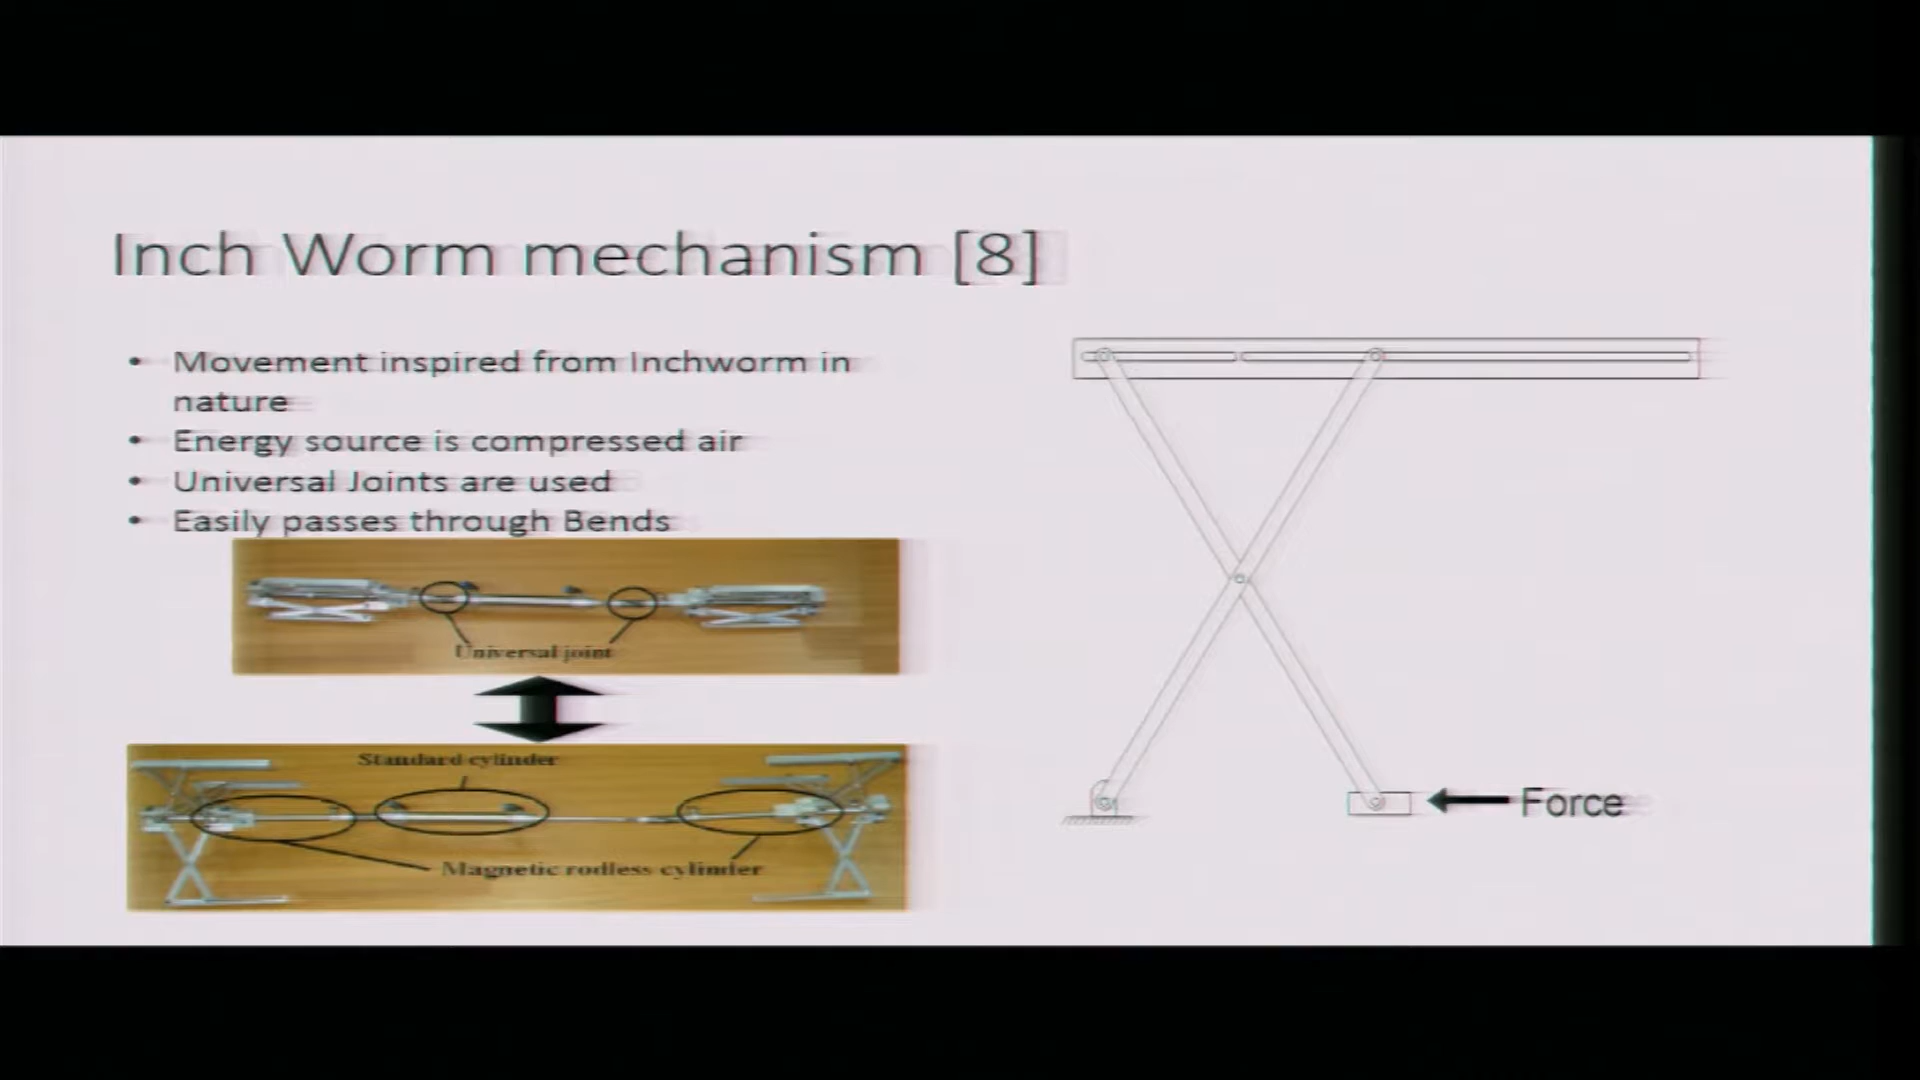 Inch Worm mechanism [8]
• Movement inspired from Inchworm in
nature
• Energy source is compressed air
• Universal Joints are used
• Easily passes through Bends
Universal joint
Standard cylinder
Magnetic rodless cylinder
Force